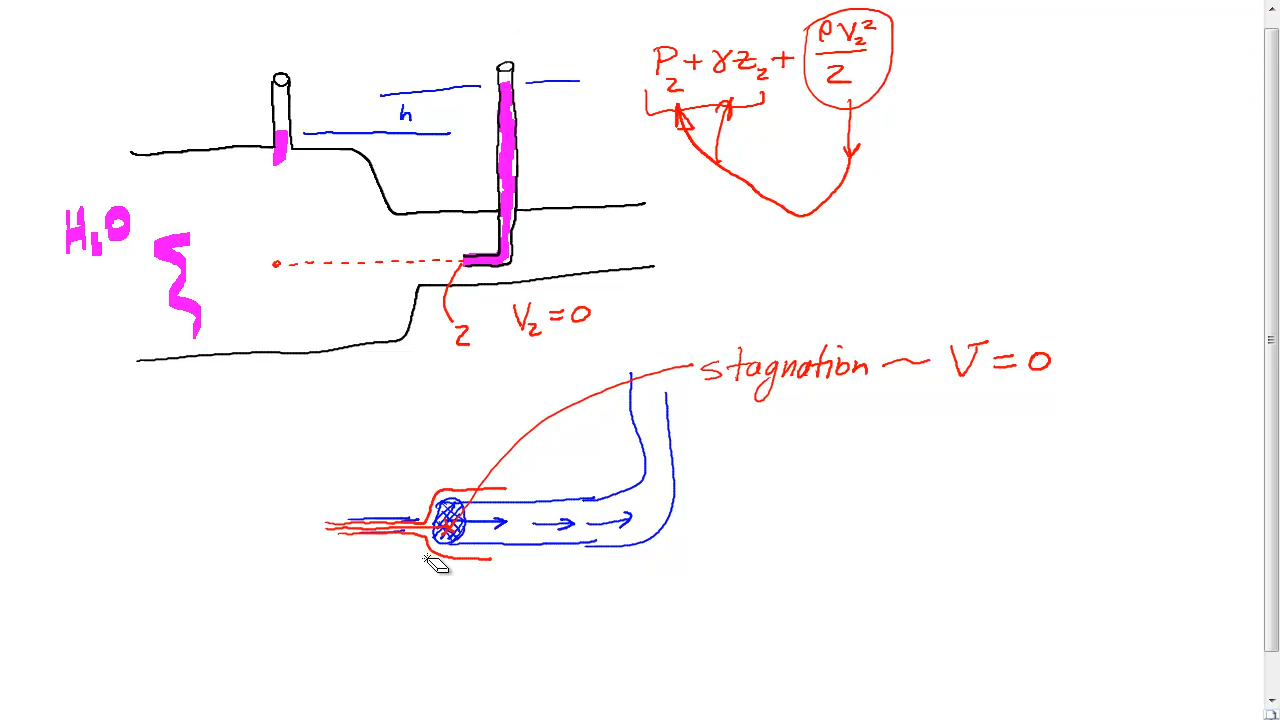 P₂ + γz₂ + ρV₂²/2
h
H₂O
2
V₂ = 0
stagnation ~ V = 0